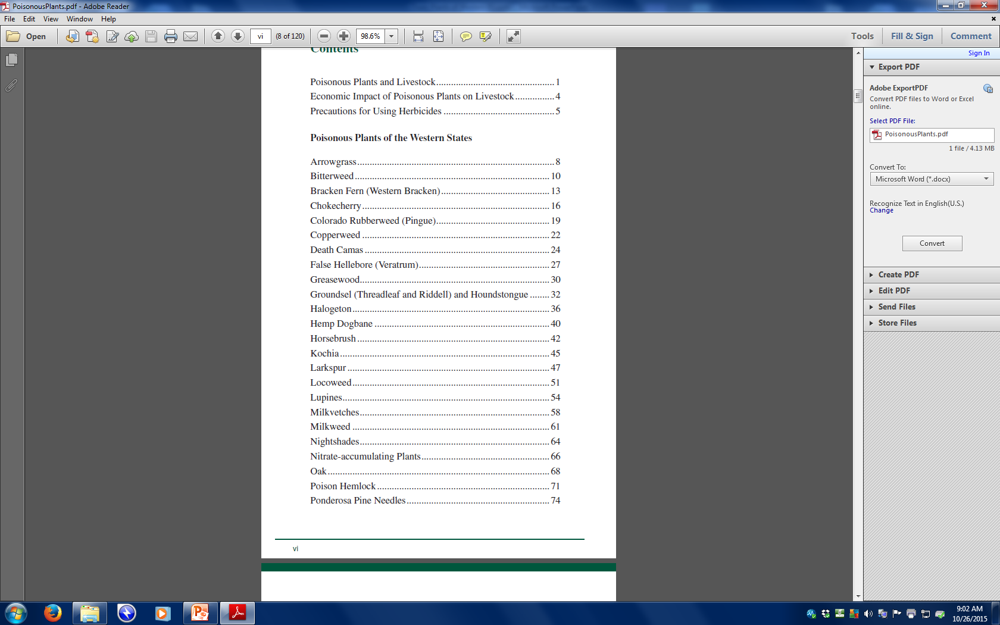 PoisonousPlants.pdf - Adobe Reader
File Edit View Window Help
Open vi (8 of 120) 98.6% Tools Fill & Sign Comment
Sign In
Export PDF
Adobe ExportPDF
Convert PDF files to Word or Excel
online.
Select PDF File:
PoisonousPlants.pdf
1 file / 4.13 MB
Convert To:
Microsoft Word (*.docx)
Recognize Text in English(U.S.)
Change
Convert
Create PDF
Edit PDF
Send Files
Store Files
Contents
Poisonous Plants and Livestock................................................ 1
Economic Impact of Poisonous Plants on Livestock................ 4
Precautions for Using Herbicides ............................................. 5
Poisonous Plants of the Western States
Arrowgrass................................................................................ 8
Bitterweed ............................................................................... 10
Bracken Fern (Western Bracken)............................................ 13
Chokecherry ............................................................................ 16
Colorado Rubberweed (Pingue).............................................. 19
Copperweed ............................................................................ 22
Death Camas ........................................................................... 24
False Hellebore (Veratrum)..................................................... 27
Greasewood............................................................................. 30
Groundsel (Threadleaf and Riddell) and Houndstongue ........ 32
Halogeton ................................................................................ 36
Hemp Dogbane ....................................................................... 40
Horsebrush .............................................................................. 42
Kochia ..................................................................................... 45
Larkspur .................................................................................. 47
Locoweed................................................................................ 51
Lupines.................................................................................... 54
Milkvetches............................................................................. 58
Milkweed ................................................................................ 61
Nightshades............................................................................. 64
Nitrate-accumulating Plants.................................................... 66
Oak.......................................................................................... 68
Poison Hemlock ...................................................................... 71
Ponderosa Pine Needles.......................................................... 74
vi
9:02 AM
10/26/2015